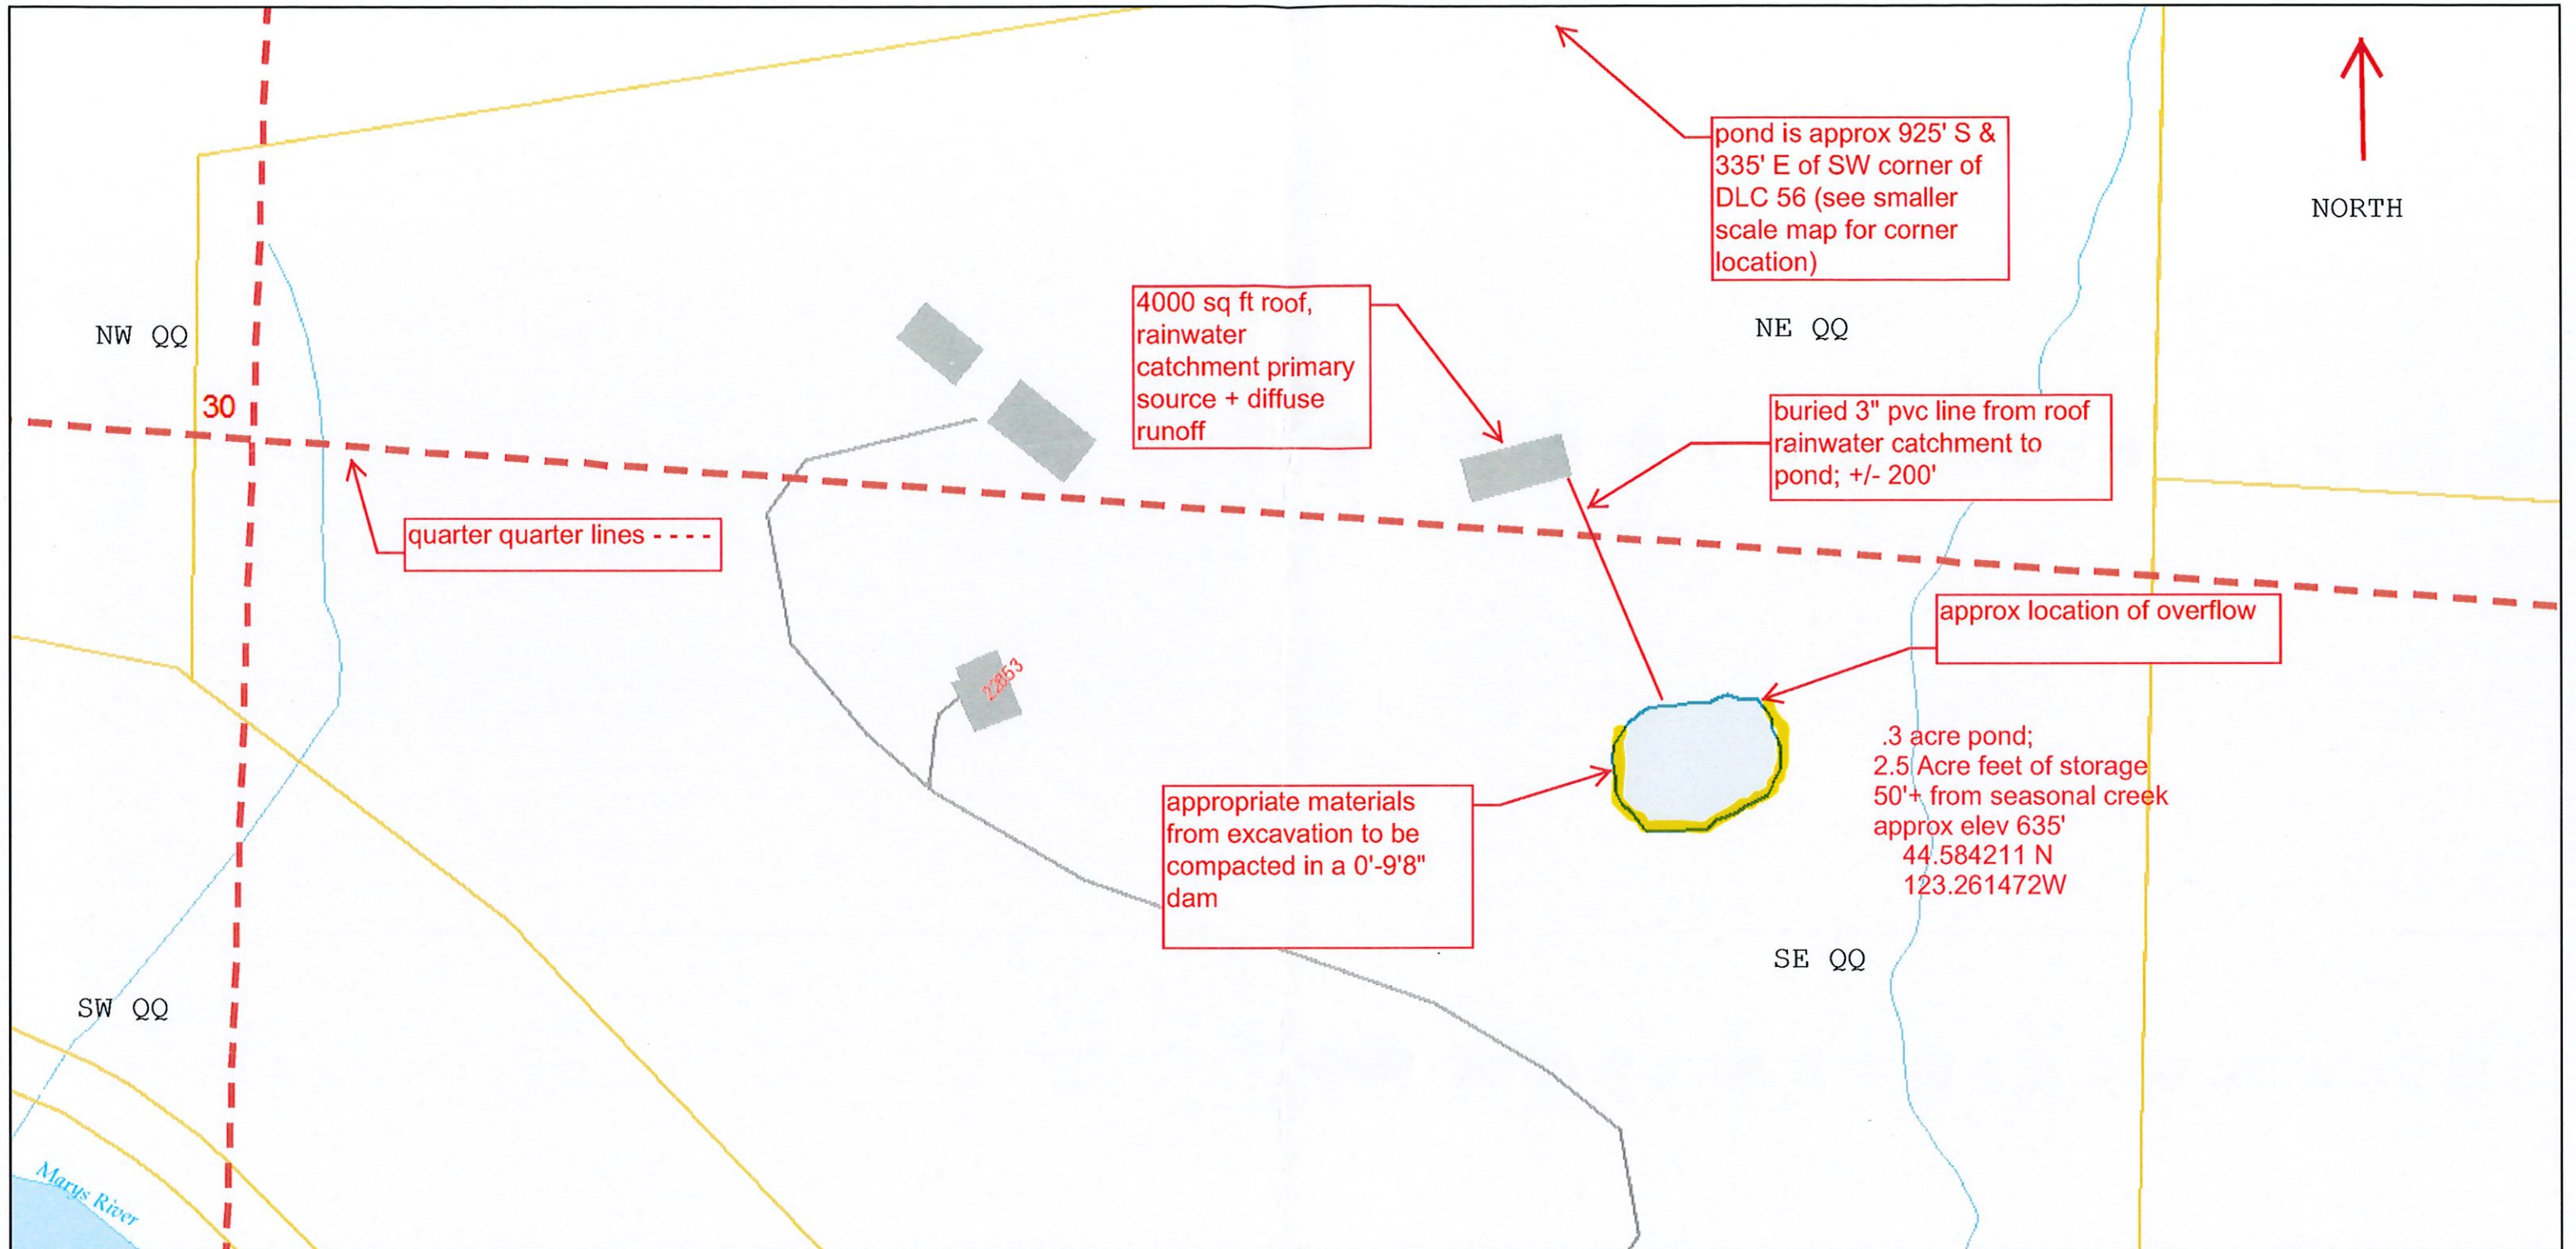 pond is approx 925' S &
335' E of SW corner of
DLC 56 (see smaller
scale map for corner
location)
NORTH
4000 sq ft roof,
rainwater
catchment primary
source + diffuse
runoff
NE QQ
NW QQ
30
buried 3" pvc line from roof
rainwater catchment to
pond; +/- 200'
quarter quarter lines ----
approx location of overflow
22853
.3 acre pond;
2.5 Acre feet of storage
50'+ from seasonal creek
approx elev 635'
44.584211 N
123.261472W
appropriate materials
from excavation to be
compacted in a 0'-9'8"
dam
SE QQ
SW QQ
Marys River